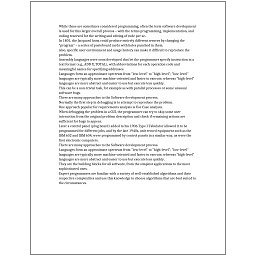 While these are sometimes considered programming, often the term software development
is used for this larger overall process – with the terms programming, implementation, and
coding reserved for the writing and editing of code per se.
In 1801, the Jacquard loom could produce entirely different weaves by changing the
"program" – a series of pasteboard cards with holes punched in them.
Also, specific user environment and usage history can make it difficult to reproduce the
problem.
Assembly languages were soon developed that let the programmer specify instruction in a
text format (e.g., ADD X, TOTAL), with abbreviations for each operation code and
meaningful names for specifying addresses.
Languages form an approximate spectrum from "low-level" to "high-level"; "low-level"
languages are typically more machine-oriented and faster to execute, whereas "high-level"
languages are more abstract and easier to use but execute less quickly.
This can be a non-trivial task, for example as with parallel processes or some unusual
software bugs.
There are many approaches to the Software development process.
Normally the first step in debugging is to attempt to reproduce the problem.
One approach popular for requirements analysis is Use Case analysis.
When debugging the problem in a GUI, the programmer can try to skip some user
interaction from the original problem description and check if remaining actions are
sufficient for bugs to appear.
Later a control panel (plug board) added to his 1906 Type I Tabulator allowed it to be
programmed for different jobs, and by the late 1940s, unit record equipment such as the
IBM 602 and IBM 604, were programmed by control panels in a similar way, as were the
first electronic computers.
There are many approaches to the Software development process.
Languages form an approximate spectrum from "low-level" to "high-level"; "low-level"
languages are typically more machine-oriented and faster to execute, whereas "high-level"
languages are more abstract and easier to use but execute less quickly.
They are the building blocks for all software, from the simplest applications to the most
sophisticated ones.
Expert programmers are familiar with a variety of well-established algorithms and their
respective complexities and use this knowledge to choose algorithms that are best suited to
the circumstances.